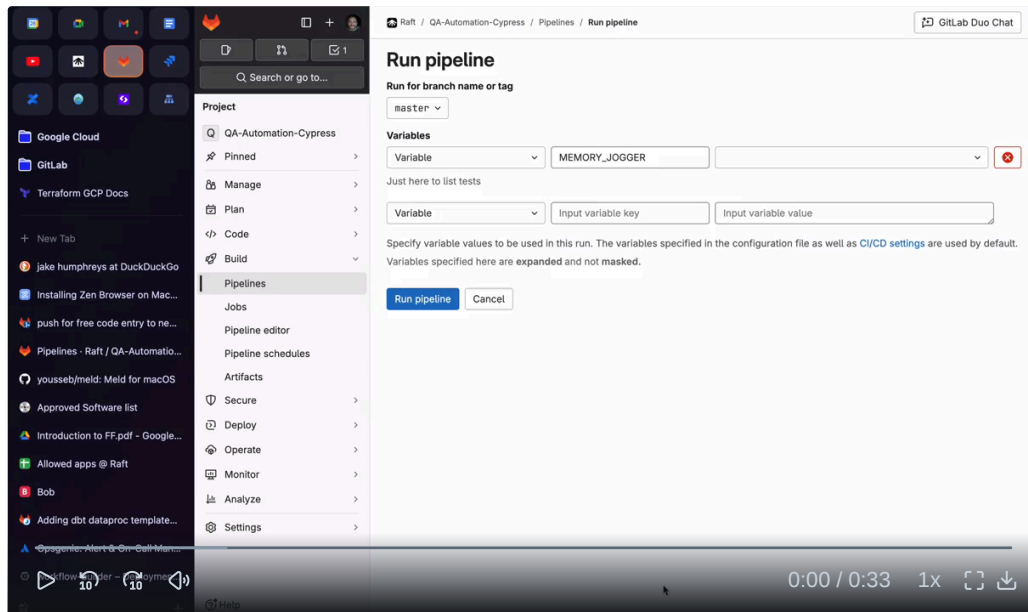 Google Cloud
GitLab
Terraform GCP Docs
New Tab
jake humphreys at DuckDuckGo
Installing Zen Browser on Mac...
push for free code entry to ne...
Pipelines · Raft / QA-Automatio...
yousseb/meld: Meld for macOS
Approved Software list
Introduction to FF.pdf - Google...
Allowed apps @ Raft
Bob
Adding dbt dataproc template...
Opsgenie: Alert & On-Call Man...
1
Search or go to...
Project
Q QA-Automation-Cypress
Pinned
Manage
Plan
Code
Build
Pipelines
Jobs
Pipeline editor
Pipeline schedules
Artifacts
Secure
Deploy
Operate
Monitor
Analyze
Settings
Help
Raft / QA-Automation-Cypress / Pipelines / Run pipeline
GitLab Duo Chat
Run pipeline
Run for branch name or tag
master
Variables
Variable MEMORY_JOGGER
Just here to list tests
Variable Input variable key Input variable value
Specify variable values to be used in this run. The variables specified in the configuration file as well as CI/CD settings are used by default.
Variables specified here are expanded and not masked.
Run pipeline Cancel
10 10 0:00 / 0:33 1x